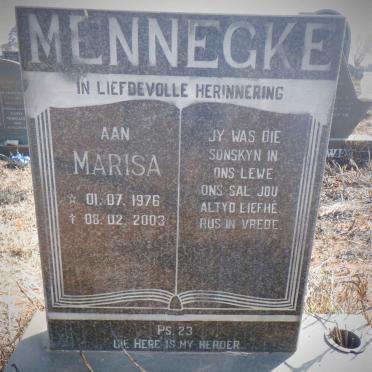 MENNECKE
IN LIEFDEVOLLE HERINNERING
AAN
MARISA
☆ 01.07.1976
† 08.02.2003
JY WAS DIE
SONSKYN IN
ONS LEWE
ONS SAL JOU
ALTYD LIEFHÊ
RUS IN VREDE
PS. 23
DIE HERE IS MY HERDER